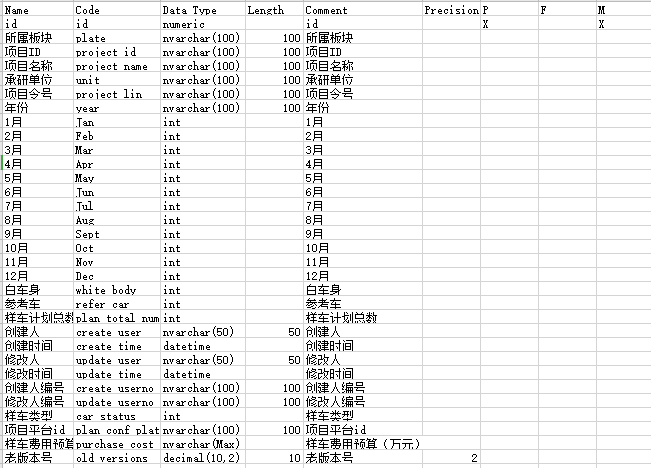 Name Code Data Type Length Comment Precision P F M
id id numeric id X X
所属板块 plate nvarchar(100) 100 所属板块
项目ID project id nvarchar(100) 100 项目ID
项目名称 project name nvarchar(100) 100 项目名称
承研单位 unit nvarchar(100) 100 承研单位
项目令号 project lin nvarchar(100) 100 项目令号
年份 year nvarchar(100) 100 年份
1月 Jan int 1月
2月 Feb int 2月
3月 Mar int 3月
4月 Apr int 4月
5月 May int 5月
6月 Jun int 6月
7月 Jul int 7月
8月 Aug int 8月
9月 Sept int 9月
10月 Oct int 10月
11月 Nov int 11月
12月 Dec int 12月
白车身 white body int 白车身
参考车 refer car int 参考车
样车计划总数 plan total num int 样车计划总数
创建人 create user nvarchar(50) 50 创建人
创建时间 create time datetime 创建时间
修改人 update user nvarchar(50) 50 修改人
修改时间 update time datetime 修改时间
创建人编号 create userno nvarchar(100) 100 创建人编号
修改人编号 update userno nvarchar(100) 100 修改人编号
样车类型 car status int 样车类型
项目平台id plan conf plat nvarchar(100) 100 项目平台id
样车费用预算 purchase cost nvarchar(Max) 样车费用预算（万元）
老版本号 old versions decimal(10,2) 10 老版本号 2